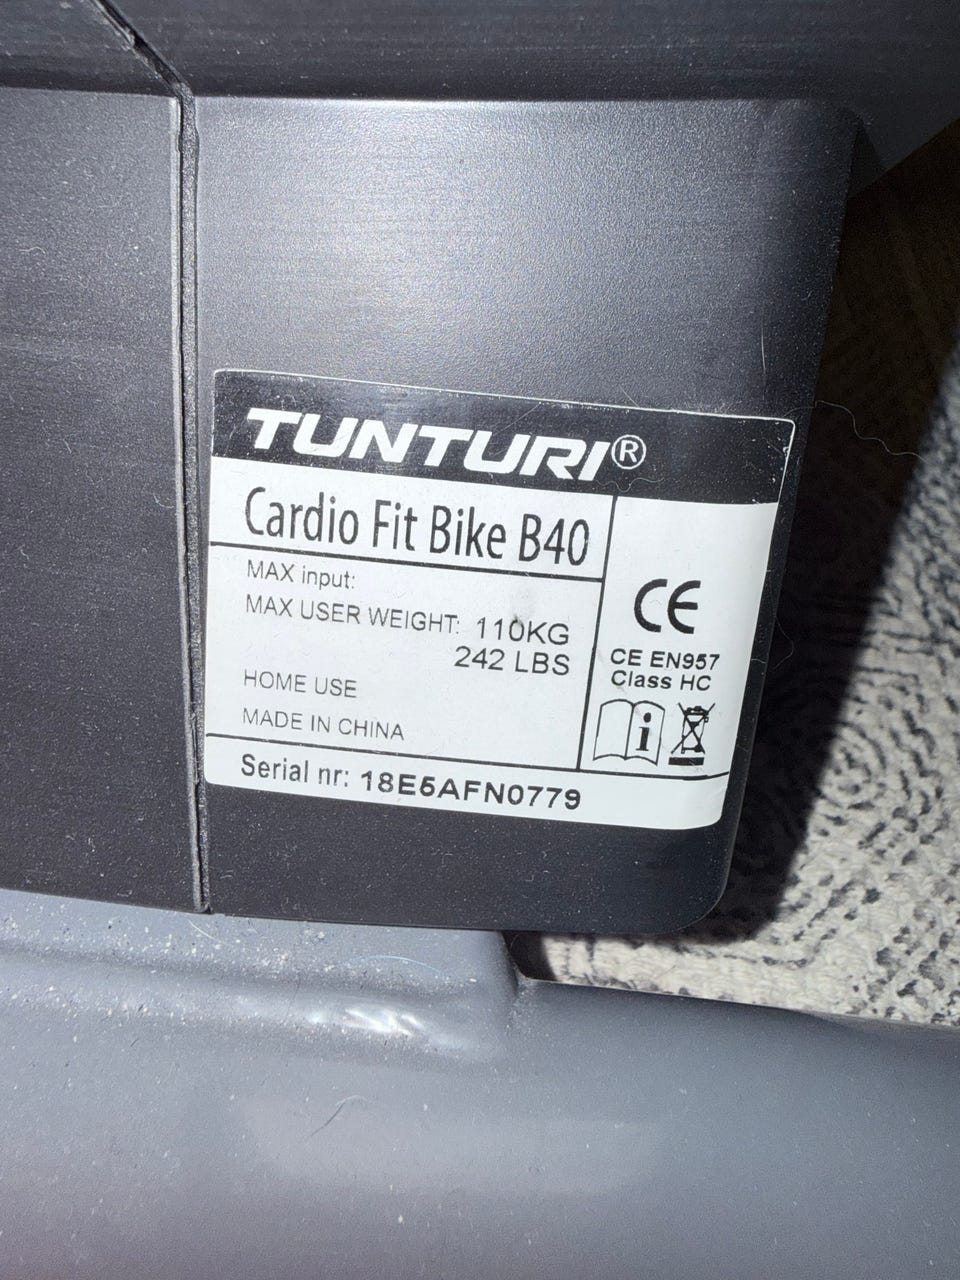 TUNTURI®
Cardio Fit Bike B40
MAX input:
MAX USER WEIGHT: 110KG
242 LBS
HOME USE
MADE IN CHINA
CE
CE EN957
Class HC
i
Serial nr: 18E5AFN0779